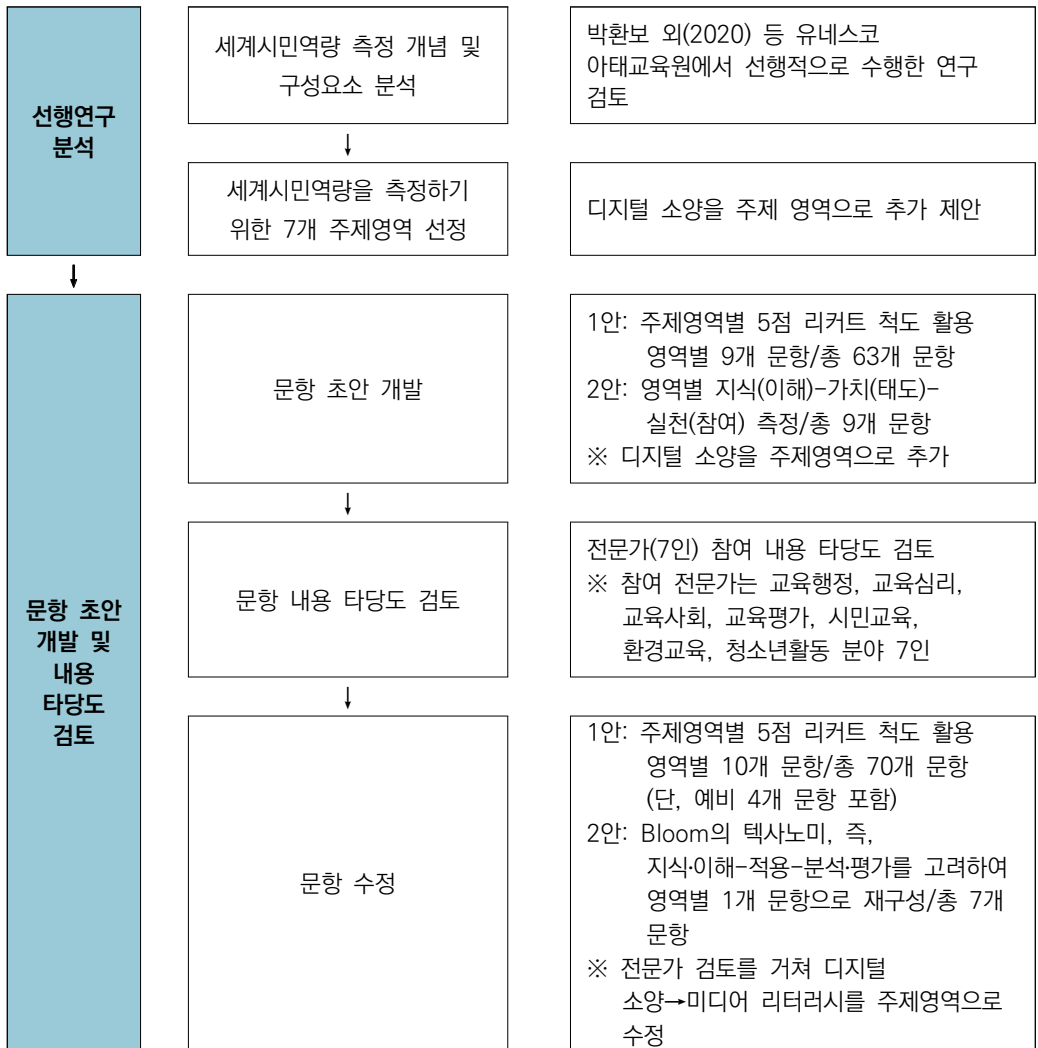 선행연구
분석
세계시민역량 측정 개념 및
구성요소 분석
박환보 외(2020) 등 유네스코
아태교육원에서 선행적으로 수행한 연구
검토
↓
세계시민역량을 측정하기
위한 7개 주제영역 선정
디지털 소양을 주제 영역으로 추가 제안
↓
문항 초안
개발 및
내용
타당도
검토
문항 초안 개발
1안: 주제영역별 5점 리커트 척도 활용
영역별 9개 문항/총 63개 문항
2안: 영역별 지식(이해)-가치(태도)-
실천(참여) 측정/총 9개 문항
※ 디지털 소양을 주제영역으로 추가
↓
문항 내용 타당도 검토
전문가(7인) 참여 내용 타당도 검토
※ 참여 전문가는 교육행정, 교육심리,
교육사회, 교육평가, 시민교육,
환경교육, 청소년활동 분야 7인
↓
문항 수정
1안: 주제영역별 5점 리커트 척도 활용
영역별 10개 문항/총 70개 문항
(단, 예비 4개 문항 포함)
2안: Bloom의 텍사노미, 즉,
지식·이해-적용-분석·평가를 고려하여
영역별 1개 문항으로 재구성/총 7개
문항
※ 전문가 검토를 거쳐 디지털
소양→미디어 리터러시를 주제영역으로
수정